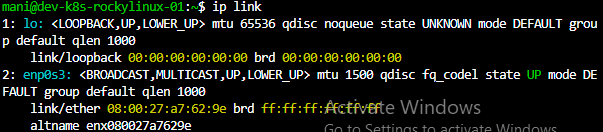 mani@dev-k8s-rockylinux-01:~$ ip link
1: lo: <LOOPBACK,UP,LOWER_UP> mtu 65536 qdisc noqueue state UNKNOWN mode DEFAULT grou
p default qlen 1000
    link/loopback 00:00:00:00:00:00 brd 00:00:00:00:00:00
2: enp0s3: <BROADCAST,MULTICAST,UP,LOWER_UP> mtu 1500 qdisc fq_codel state UP mode DE
FAULT group default qlen 1000
    link/ether 08:00:27:a7:62:9e brd ff:ff:ff:ff:ff:ff
    altname enx080027a7629e
Activate Windows
Go to Settings to activate Windows